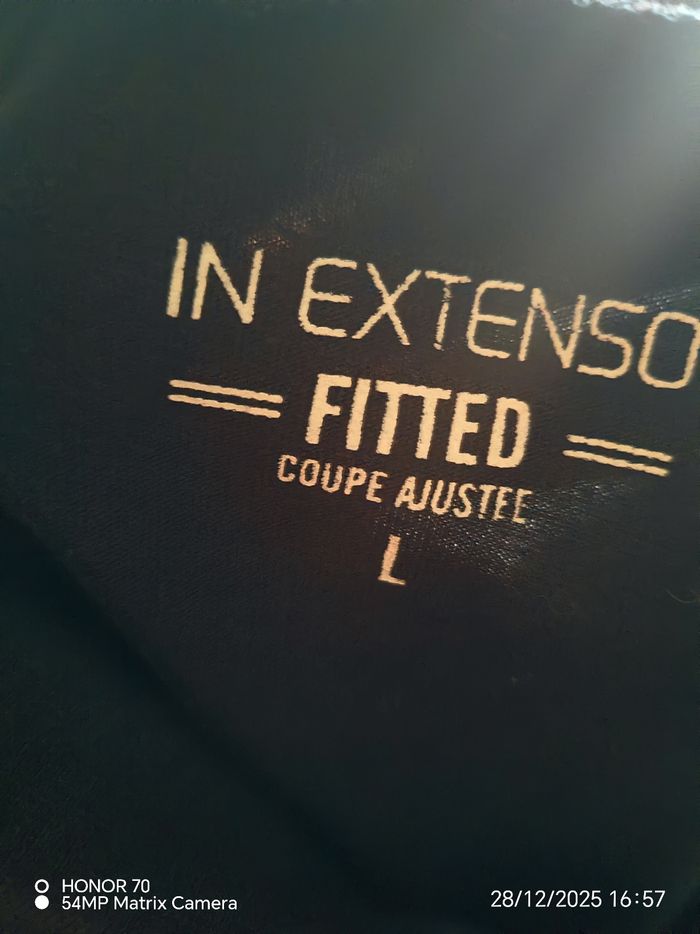 IN EXTENSO
FITTED
COUPE AJUSTEE
L
HONOR 70
54MP Matrix Camera
28/12/2025 16:57